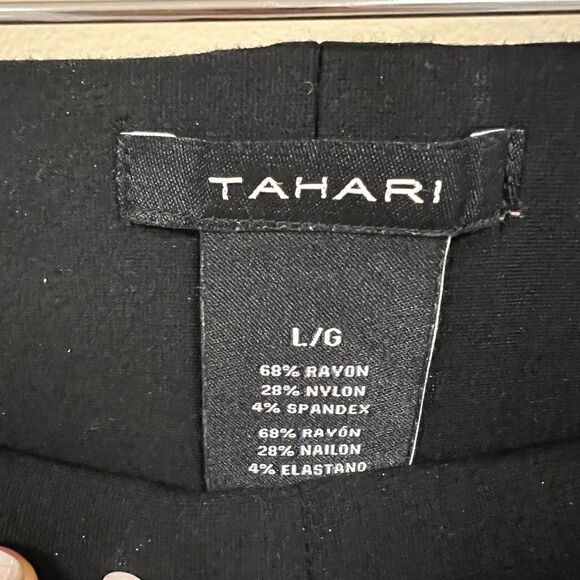 TAHARI
L/G
68% RAYON
28% NYLON
4% SPANDEX
68% RAYÓN
28% NAILON
4% ELASTANO